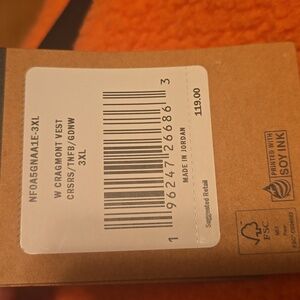 NF0A5GNAA1E-3XL
W CRAGMONT VEST
CRSRS/TNFB/GDNW
3XL
1 96247 26686 3
MADE IN JORDAN
119.00
Suggested Retail
PRINTED WITH
SOY INK
FSC